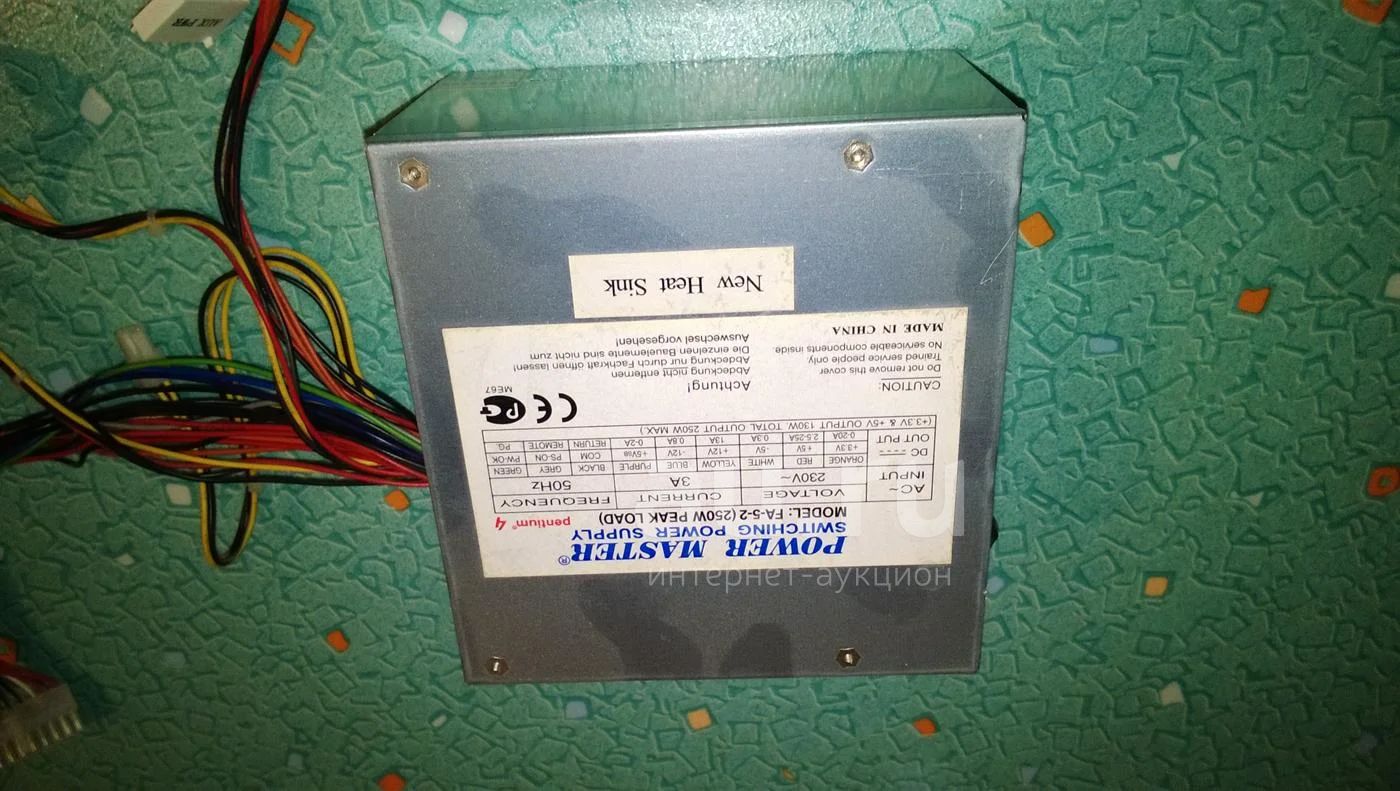 POWER MASTER®
SWITCHING POWER SUPPLY
MODEL: FA-5-2 (250W PEAK LOAD) pentium® 4
AC~ INPUT VOLTAGE CURRENT FREQUENCY
230V~ 3A 50Hz
DC OUT PUT ORANGE RED WHITE YELLOW BLUE PURPLE BLACK GREY GREEN
+3.3V +5V -5V +12V -12V +5VSB COM PS-ON PW-OK
0-20A 2.5-25A 0.3A 13A 0.8A 0-2A RETURN REMOTE PG
(+3.3V & +5V OUTPUT 130W, TOTAL OUTPUT 250W MAX.)
CE PG
ME67
CAUTION:
Do not remove this cover
Trained service people only.
No serviceable components inside.
MADE IN CHINA
Achtung!
Abdeckung nicht entfernen
Abdeckung nur durch Fachkraft öffnen lassen!
Die einzelnen Bauelemente sind nicht zum
Auswechsel vorgesehen!
New Heat Sink
AUX PWR
интернет-аукцион